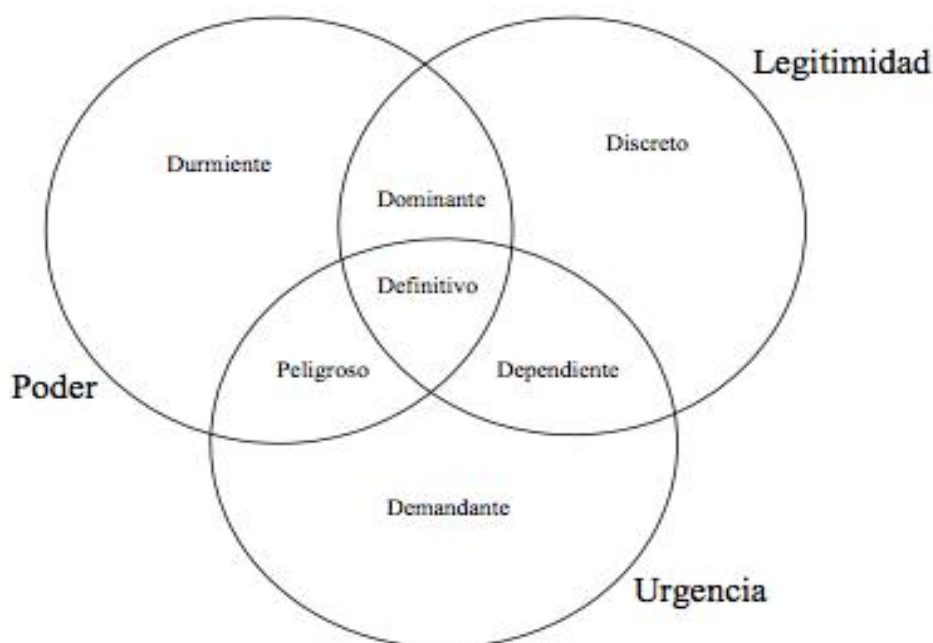 Legitimidad
Discreto
Durmiente
Dominante
Definitivo
Peligroso
Dependiente
Poder
Demandante
Urgencia